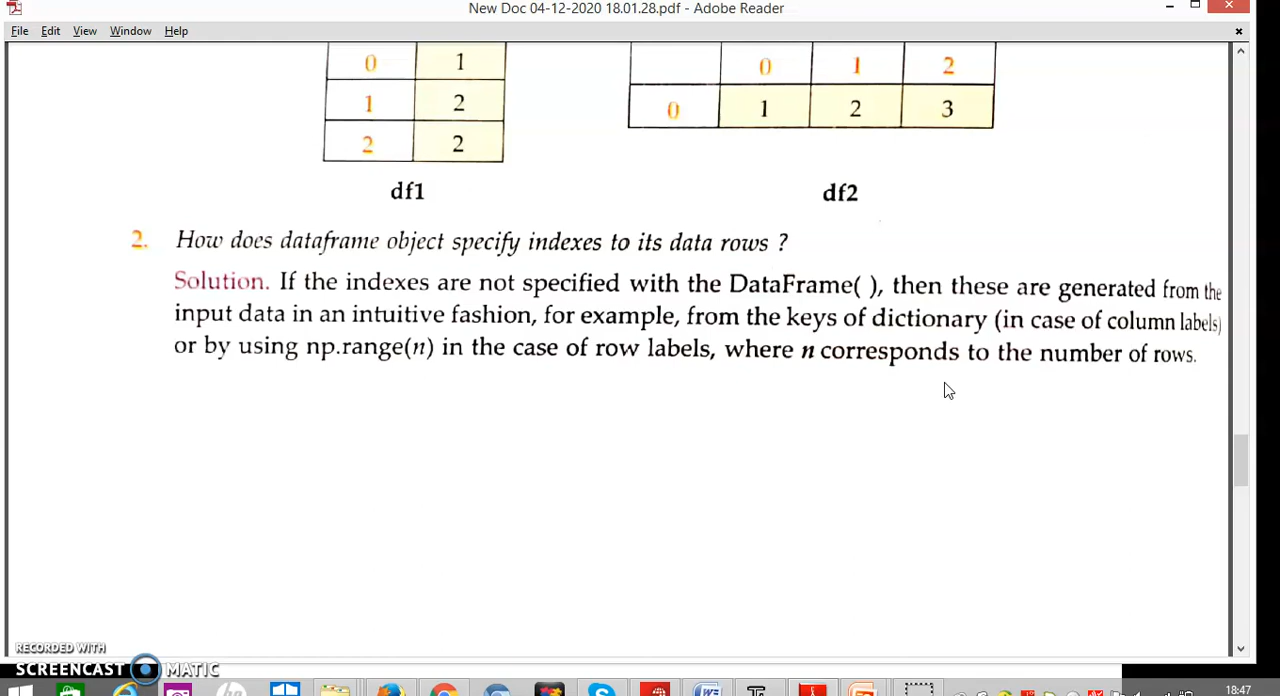 New Doc 04-12-2020 18.01.28.pdf - Adobe Reader
File Edit View Window Help
0 1
1 2
2 2
df1
0 1 2
0 1 2 3
df2
2. How does dataframe object specify indexes to its data rows ?
Solution. If the indexes are not specified with the DataFrame( ), then these are generated from the
input data in an intuitive fashion, for example, from the keys of dictionary (in case of column labels)
or by using np.range(n) in the case of row labels, where n corresponds to the number of rows.
RECORDED WITH
SCREENCAST MATIC
18:47